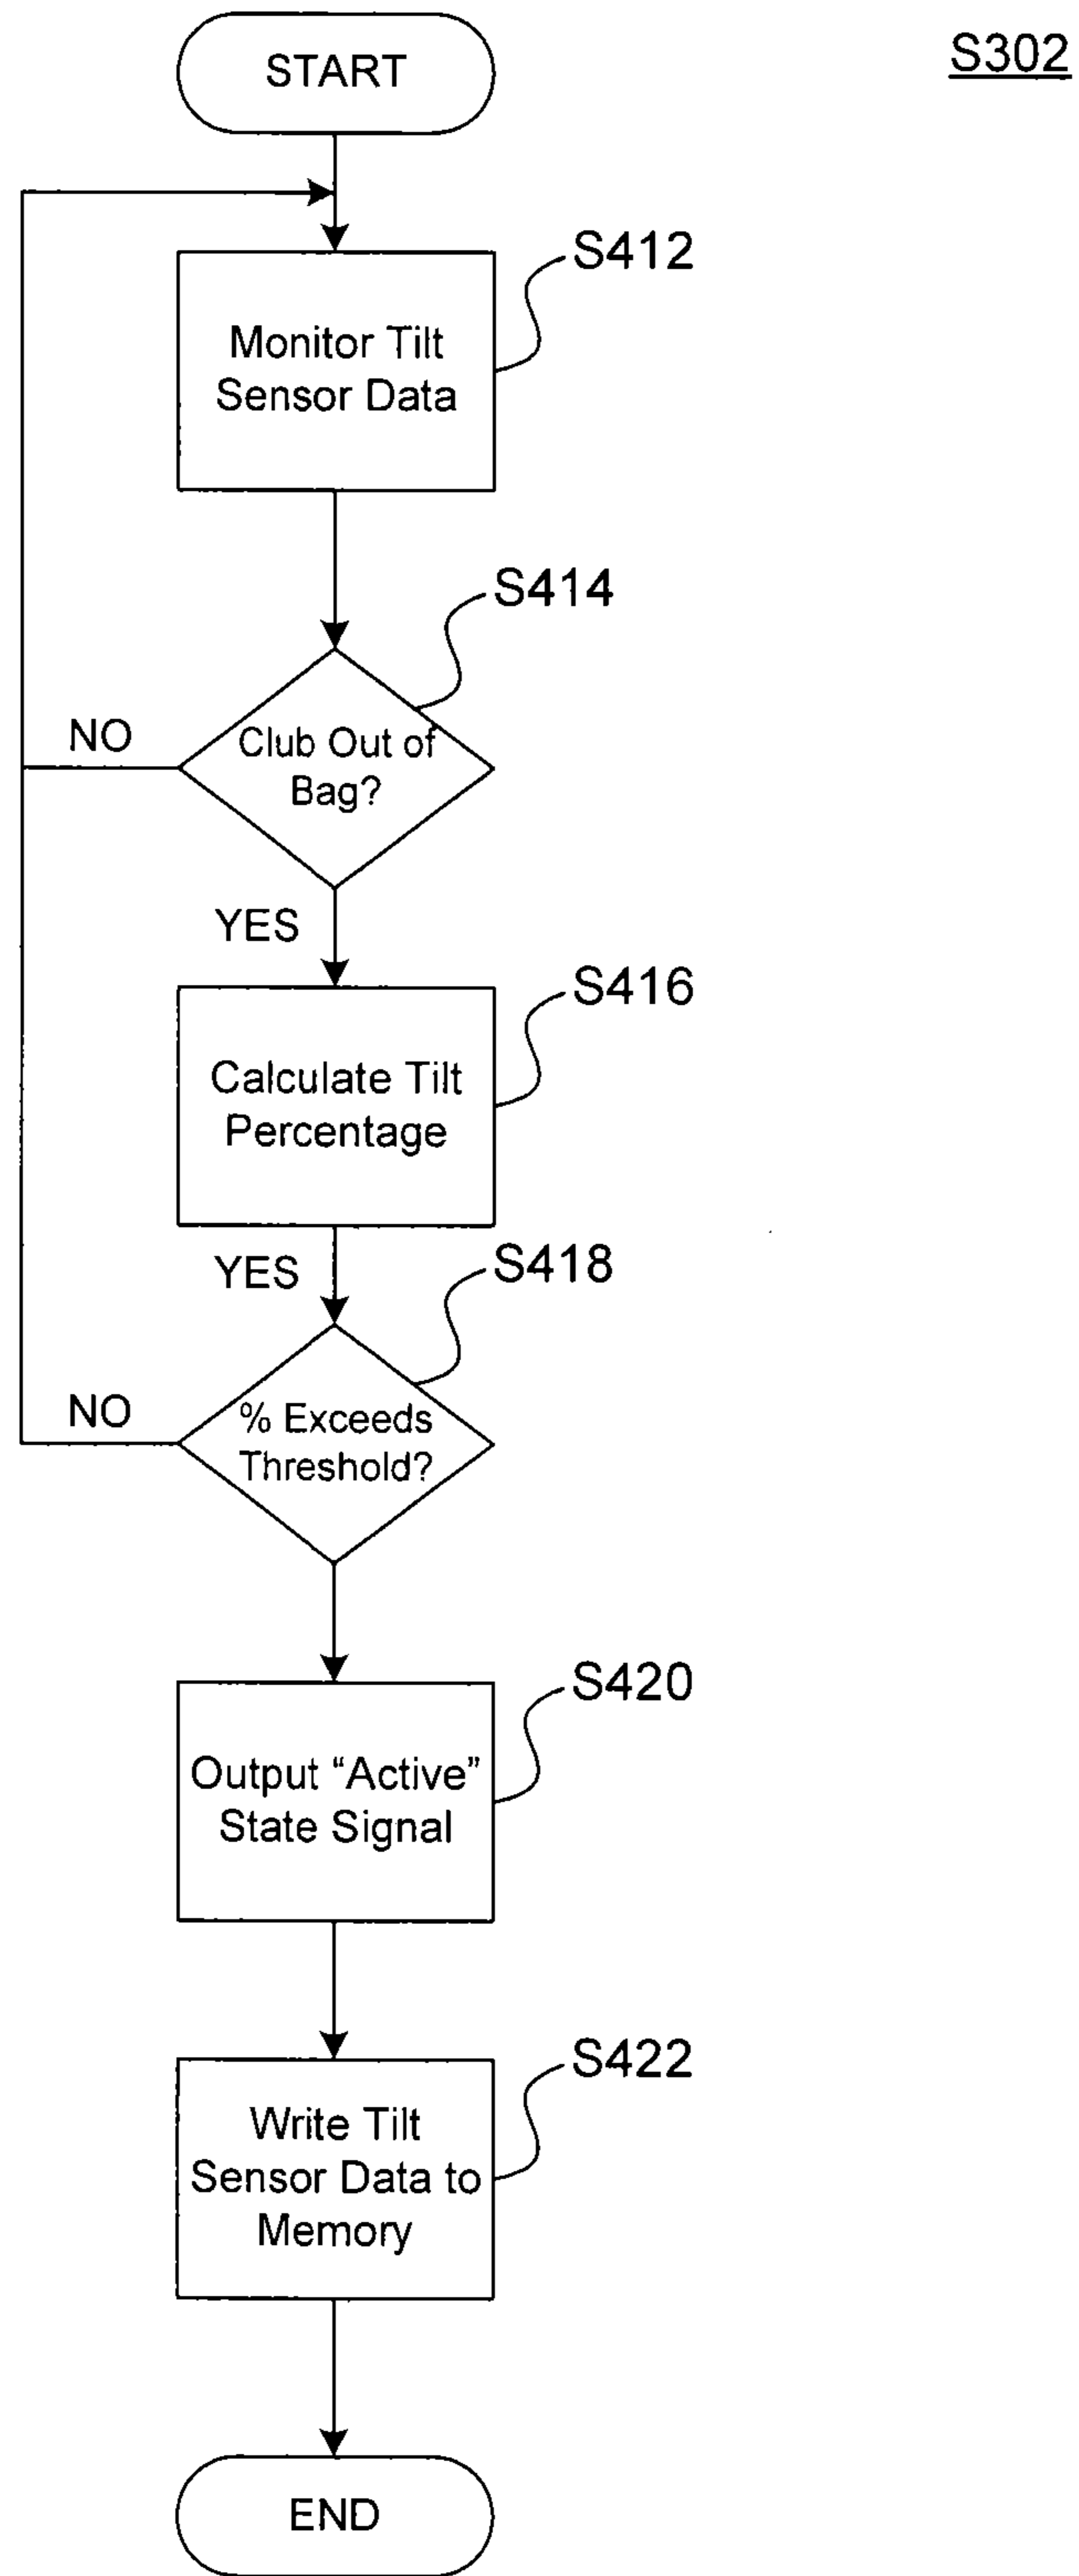 START
S302
S412
Monitor Tilt
Sensor Data
S414
NO
Club Out of
Bag?
YES
S416
Calculate Tilt
Percentage
YES
S418
NO
% Exceeds
Threshold?
S420
Output “Active”
State Signal
S422
Write Tilt
Sensor Data to
Memory
END